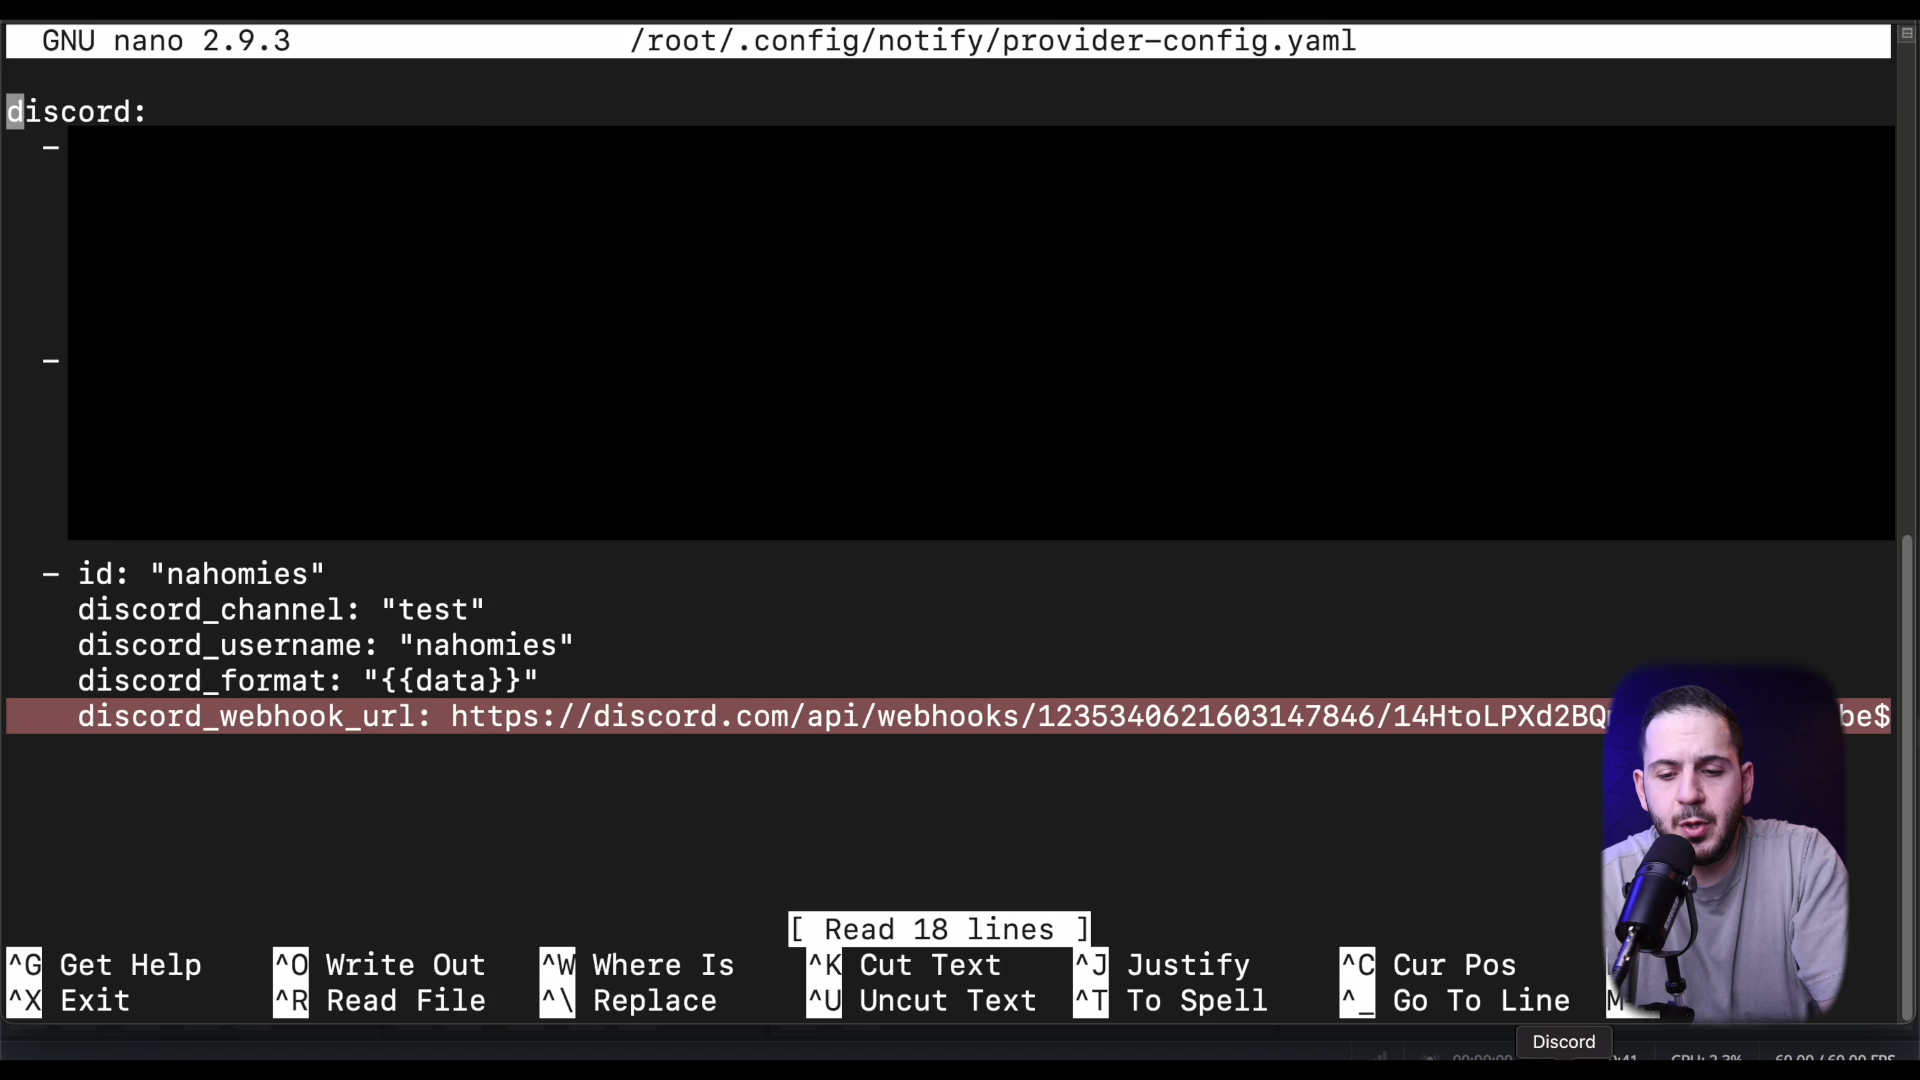 GNU nano 2.9.3 /root/.config/notify/provider-config.yaml
discord:
-
-
- id: "nahomies"
discord_channel: "test"
discord_username: "nahomies"
discord_format: "{{data}}"
discord_webhook_url: https://discord.com/api/webhooks/1235340621603147846/14HtoLPXd2BQ be$
[ Read 18 lines ]
^G Get Help ^O Write Out ^W Where Is ^K Cut Text ^J Justify ^C Cur Pos
^X Exit ^R Read File ^\ Replace ^U Uncut Text ^T To Spell ^_ Go To Line
Discord